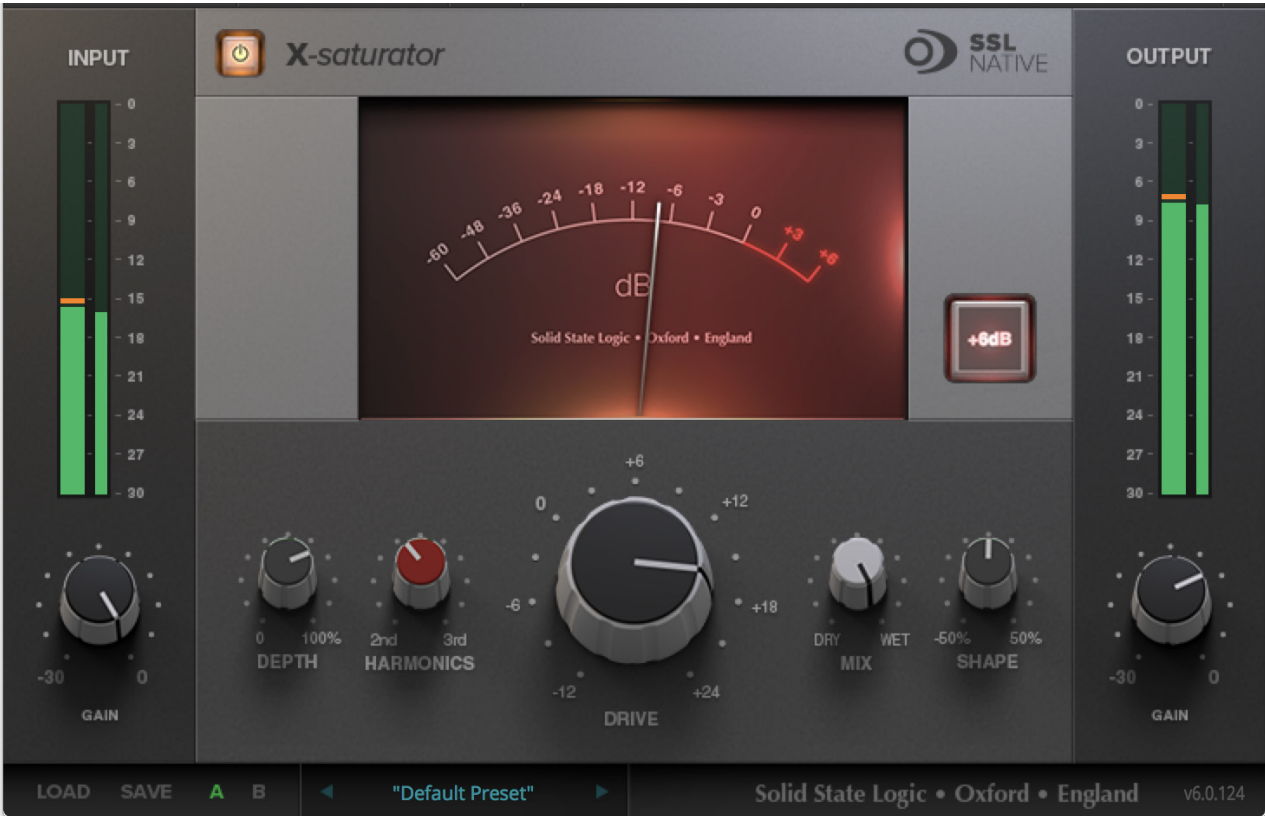 INPUT
X-saturator
SSL
NATIVE
OUTPUT
0
3
6
9
12
15
18
21
24
27
30
-60 -48 -36 -24 -18 -12 -6 -3 0 +3 +6
dB
Solid State Logic • Oxford • England
+6dB
0
3
6
9
12
15
18
21
24
27
30
-30 0
GAIN
0 100%
DEPTH
2nd 3rd
HARMONICS
-12 -6 0 +6 +12 +18 +24
DRIVE
DRY WET
MIX
-50% 50%
SHAPE
-30 0
GAIN
LOAD SAVE A B
"Default Preset"
Solid State Logic • Oxford • England
v6.0.124